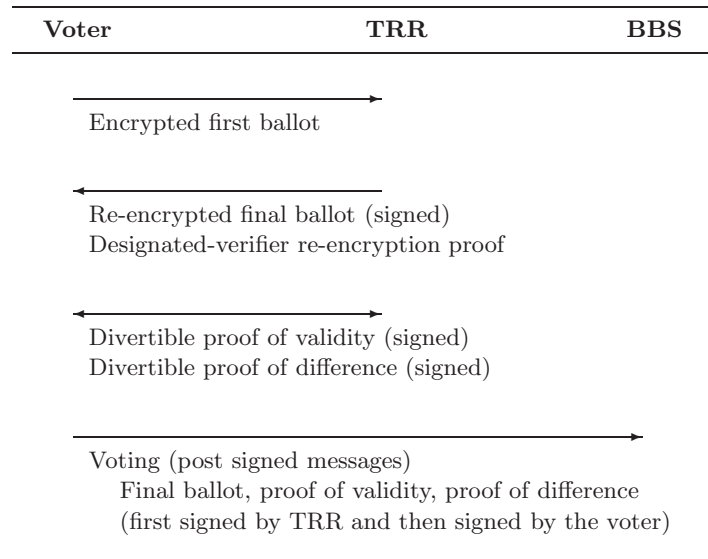 Voter TRR BBS
Encrypted first ballot
Re-encrypted final ballot (signed)
Designated-verifier re-encryption proof
Divertible proof of validity (signed)
Divertible proof of difference (signed)
Voting (post signed messages)
Final ballot, proof of validity, proof of difference
(first signed by TRR and then signed by the voter)